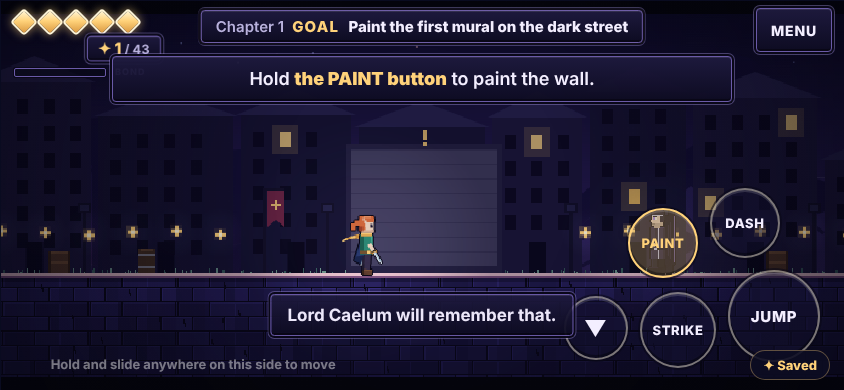 Chapter 1 GOAL Paint the first mural on the dark street
MENU
✦ 1 / 43
Hold the PAINT button to paint the wall.
DASH
PAINT
JUMP
STRIKE
Lord Caelum will remember that.
Hold and slide anywhere on this side to move
✦ Saved